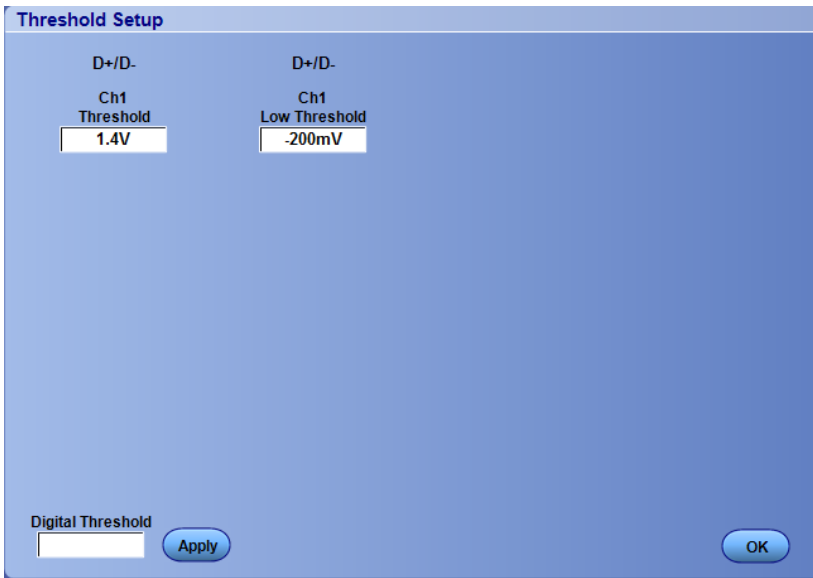 Threshold Setup
D+/D-
Ch1
Threshold
1.4V
D+/D-
Ch1
Low Threshold
-200mV
Digital Threshold
Apply
OK